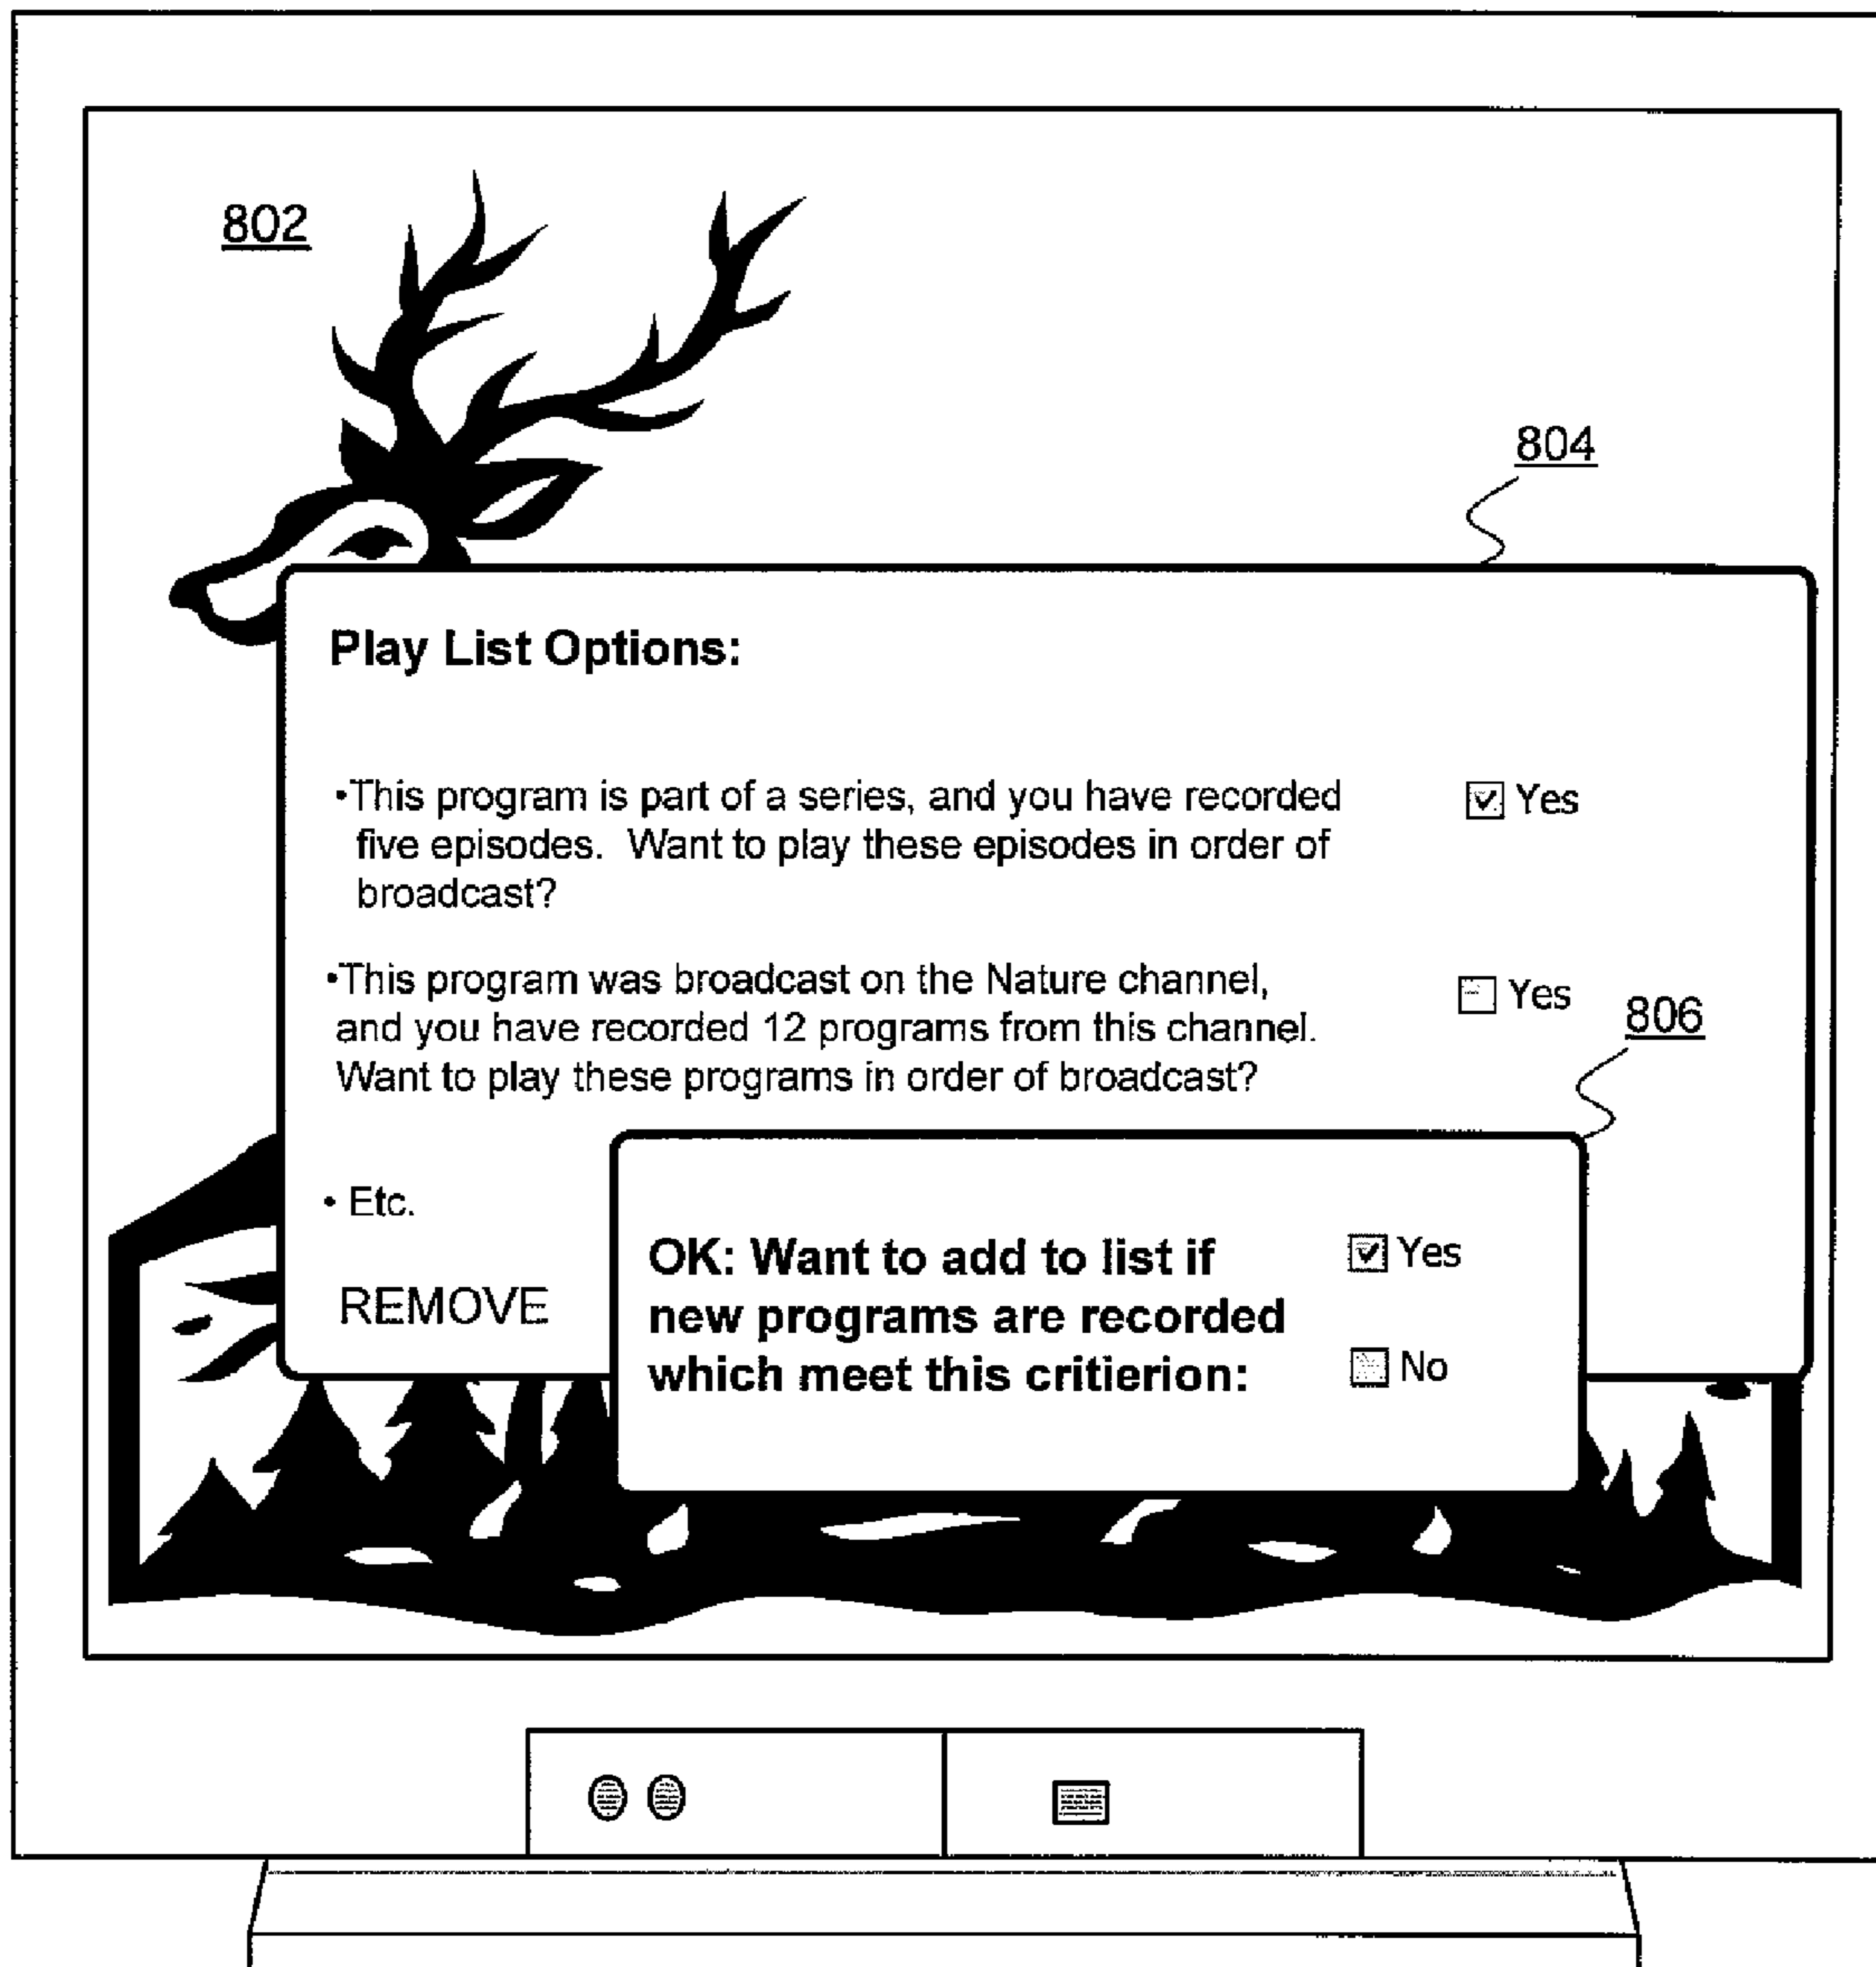 802
804
Play List Options:
•This program is part of a series, and you have recorded
five episodes. Want to play these episodes in order of
broadcast?
Yes
•This program was broadcast on the Nature channel,
and you have recorded 12 programs from this channel.
Want to play these programs in order of broadcast?
Yes
806
• Etc.
REMOVE
OK: Want to add to list if
new programs are recorded
which meet this critierion:
Yes
No